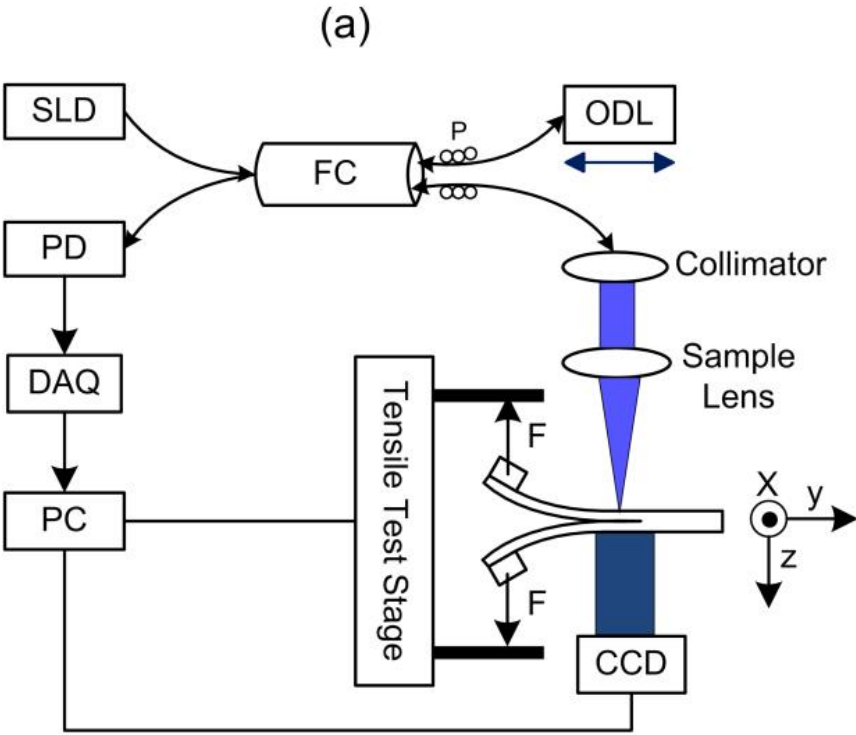 (a)
SLD
P
ODL
FC
PD
Collimator
DAQ
Sample
Lens
Tensile Test Stage
F
X
y
PC
z
F
CCD